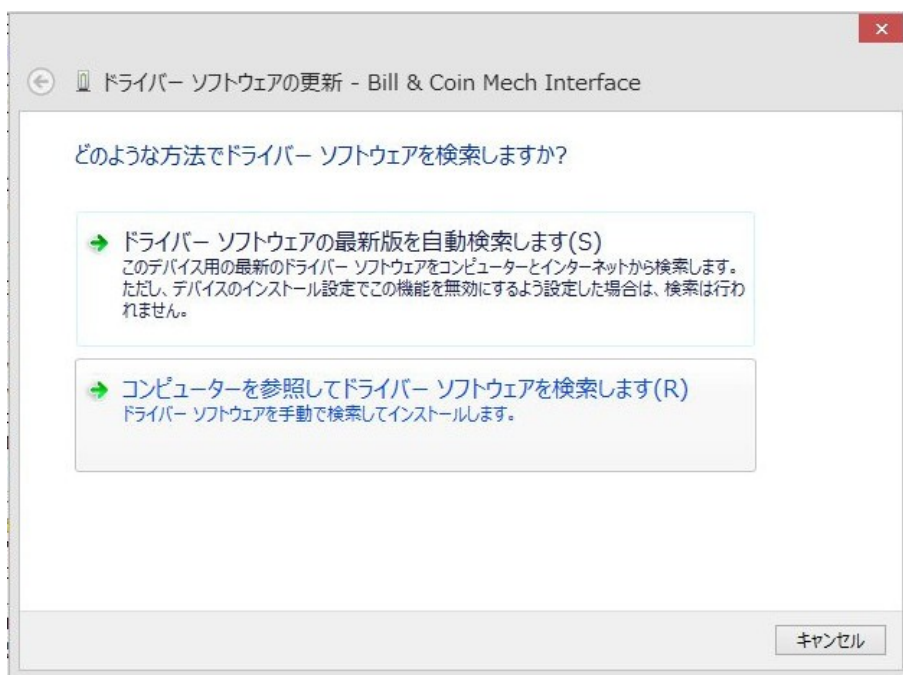 ドライバー ソフトウェアの更新 - Bill & Coin Mech Interface
どのような方法でドライバー ソフトウェアを検索しますか?
ドライバー ソフトウェアの最新版を自動検索します(S)
このデバイス用の最新のドライバー ソフトウェアをコンピューターとインターネットから検索します。
ただし、デバイスのインストール設定でこの機能を無効にするよう設定した場合は、検索は行わ
れません。
コンピューターを参照してドライバー ソフトウェアを検索します(R)
ドライバー ソフトウェアを手動で検索してインストールします。
キャンセル